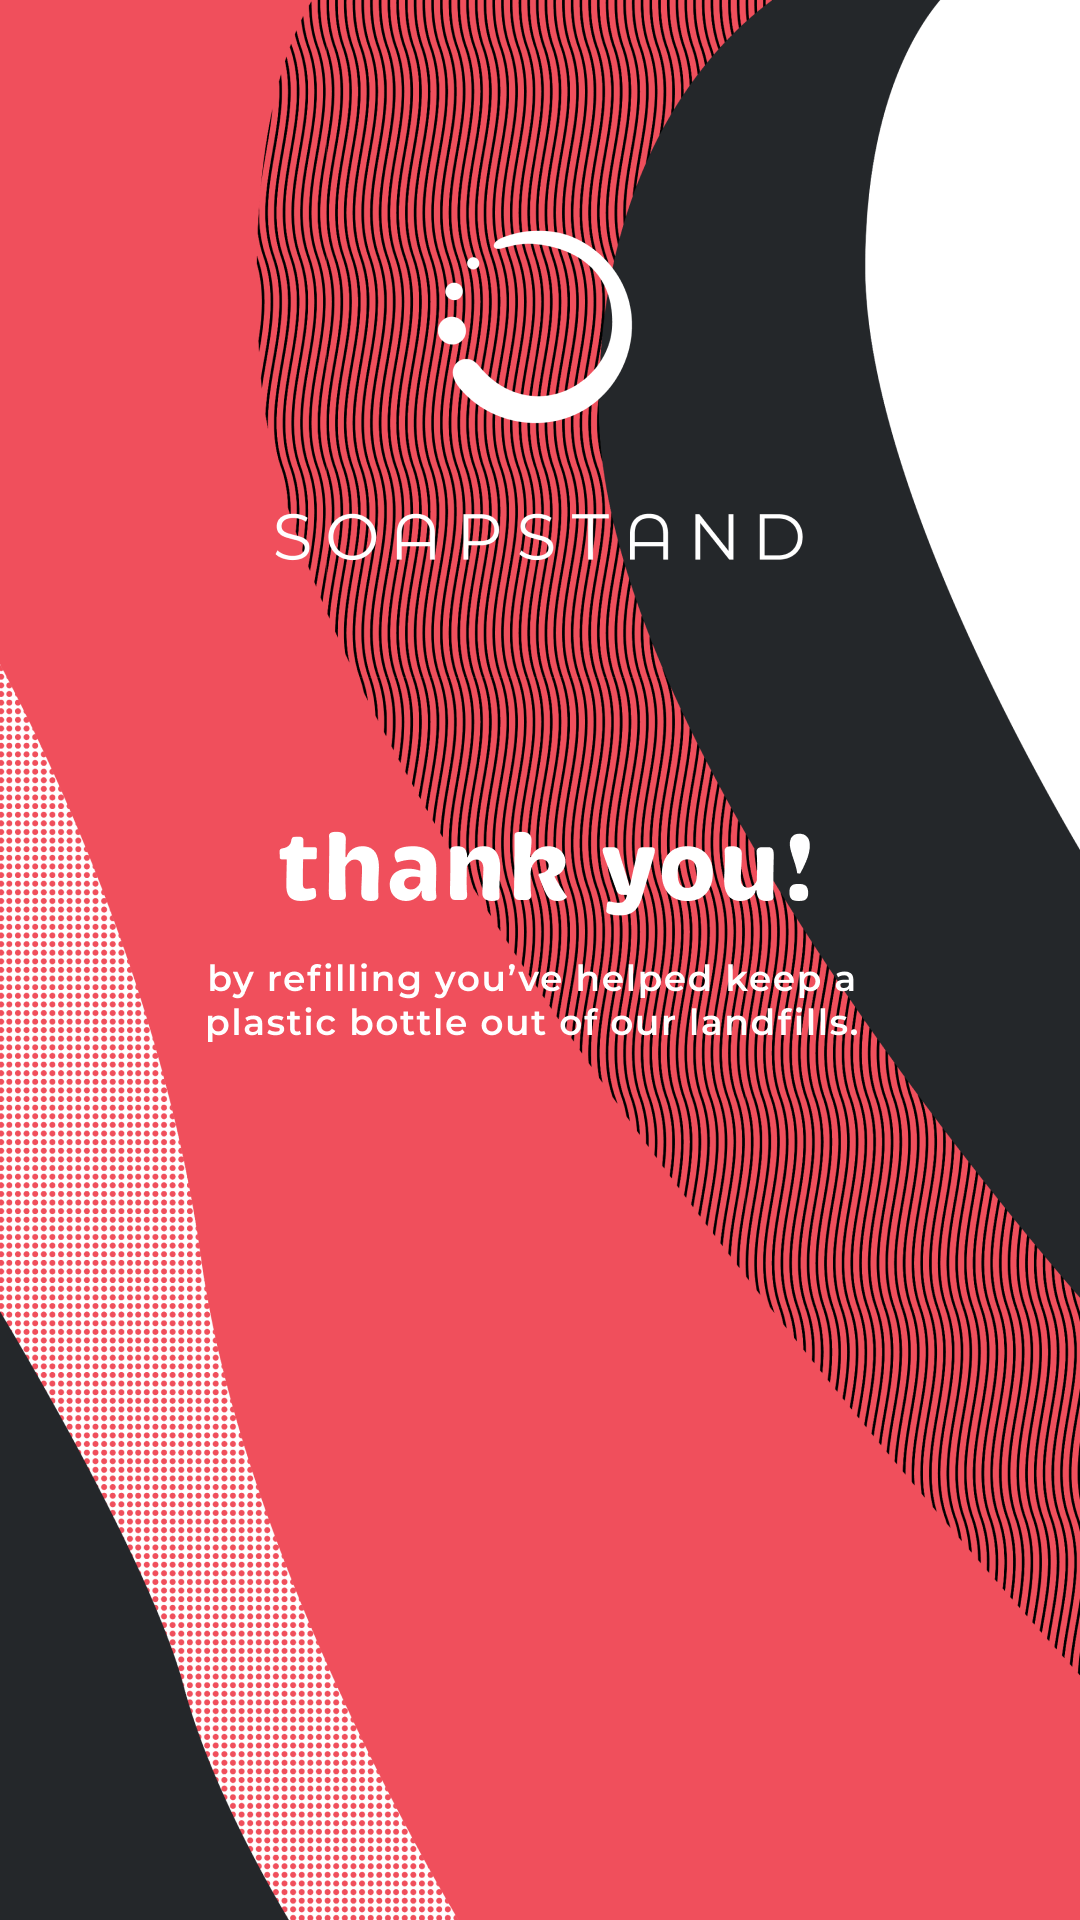 SOAPSTAND
thank you!
by refilling you’ve helped keep a
plastic bottle out of our landfills.